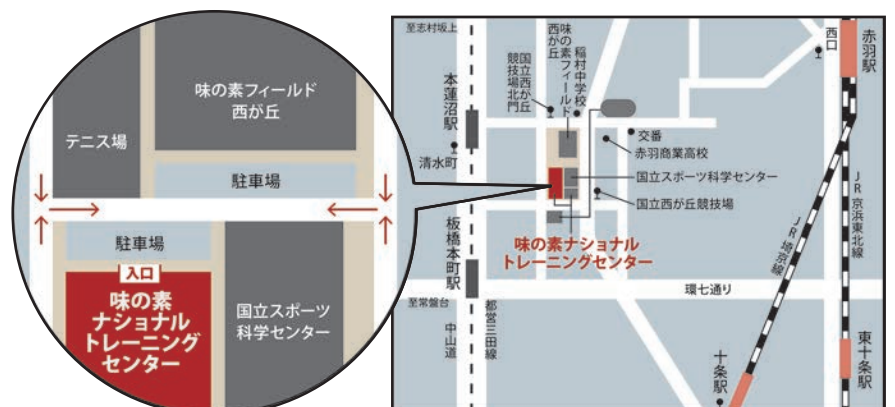 味の素フィールド
西が丘
テニス場
駐車場
駐車場
入口
味の素
ナショナル
トレーニング
センター
国立スポーツ
科学センター
至志村坂上
本蓮沼駅
清水町
板橋本町駅
至常盤台
中山道
都営三田線
国立西が丘
競技場北門
味の素フィールド
西が丘
稲村中学校
交番
赤羽商業高校
国立スポーツ科学センター
国立西が丘競技場
味の素ナショナル
トレーニングセンター
環七通り
西口
赤羽駅
JR京浜東北線
JR埼京線
十条駅
東十条駅